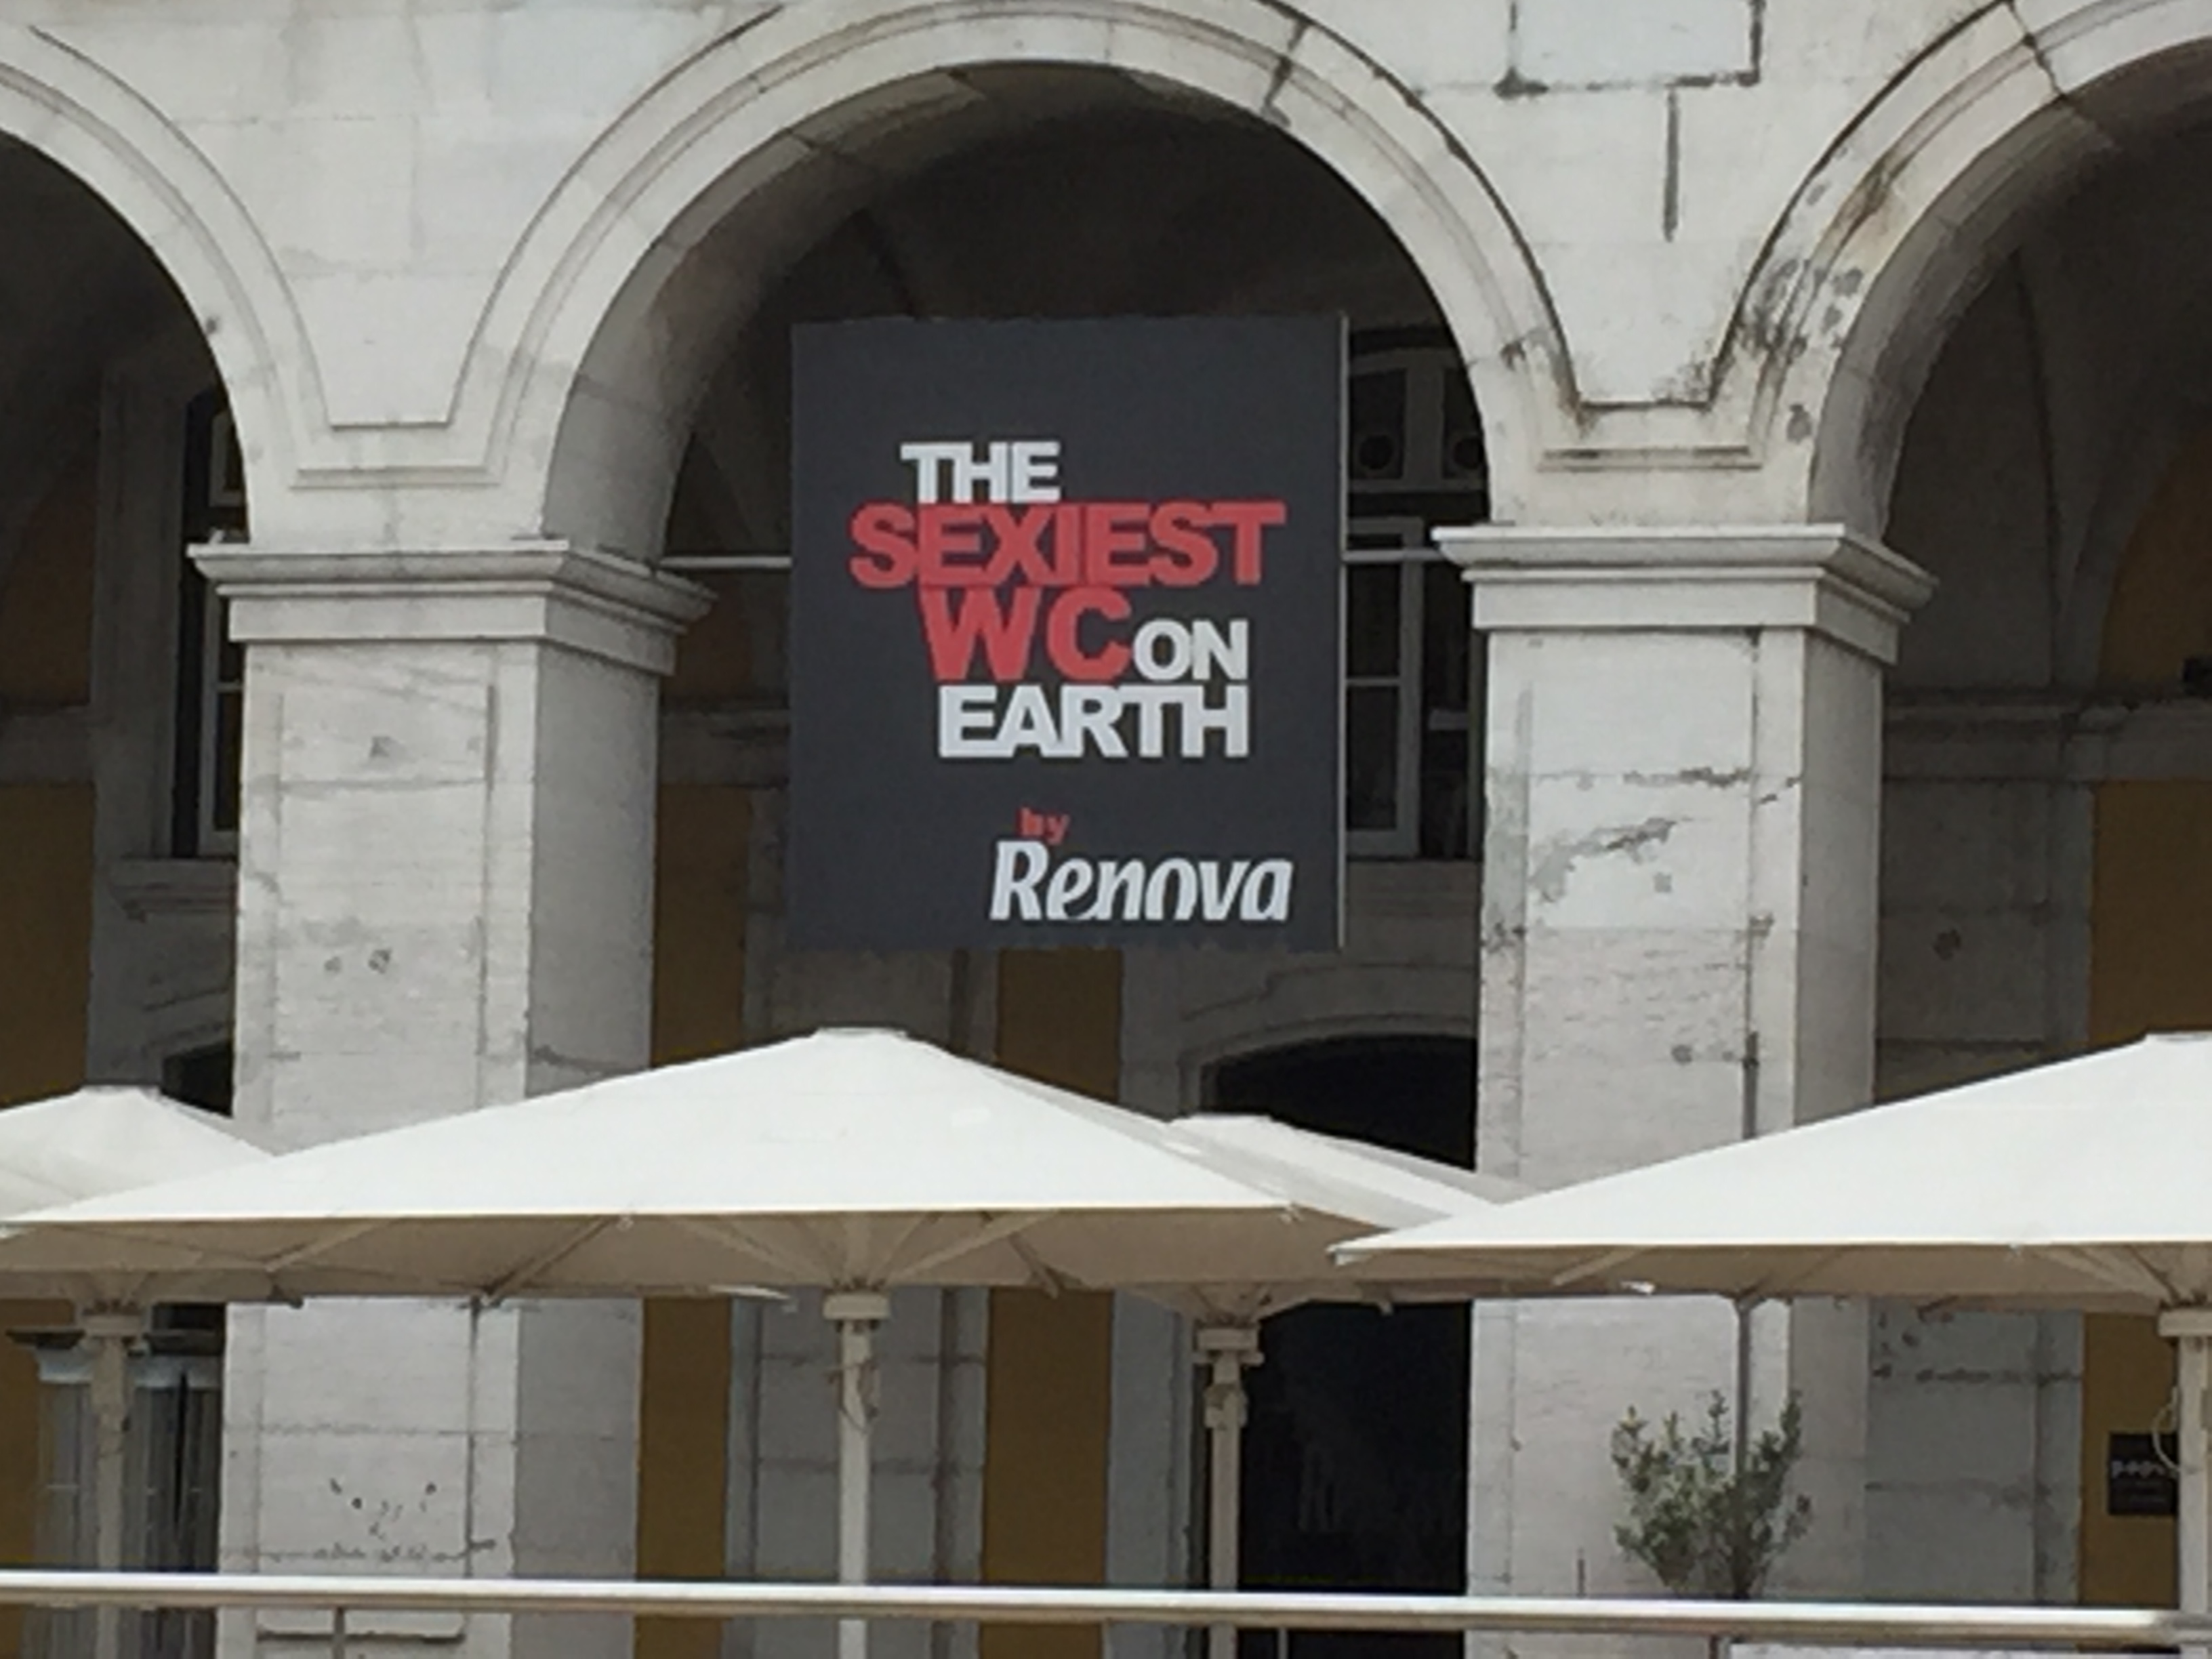 THE
SEXIEST
WC ON
EARTH
by
Renova